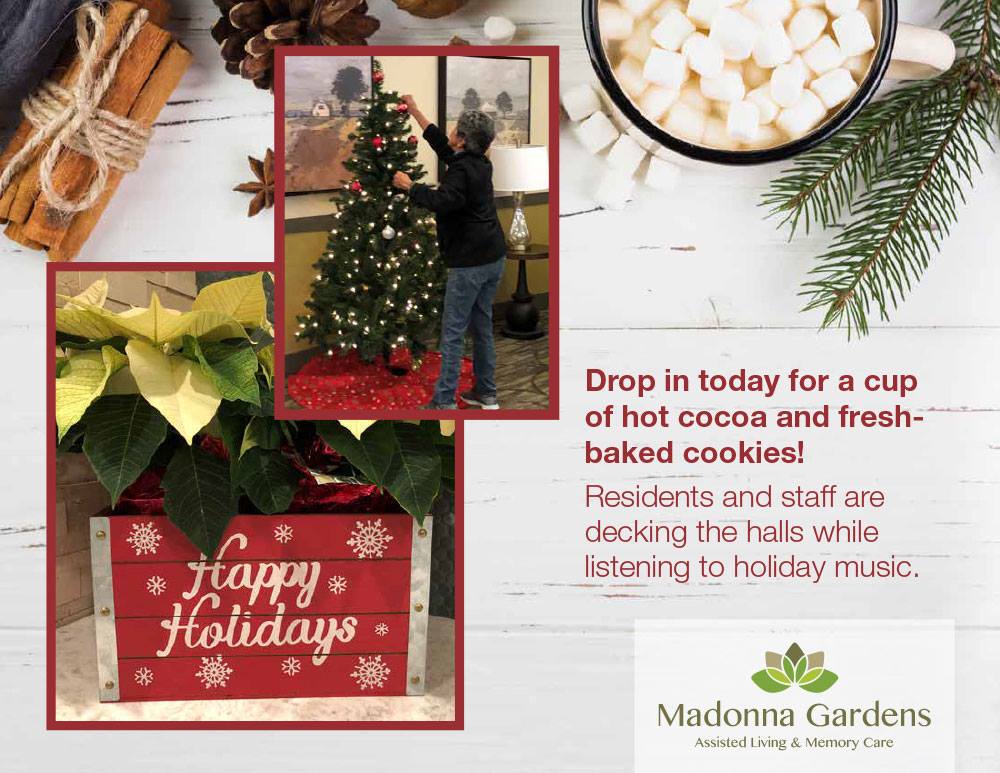 Drop in today for a cup
of hot cocoa and fresh-
baked cookies!
Residents and staff are
decking the halls while
listening to holiday music.
Happy
Holidays
Madonna Gardens
Assisted Living & Memory Care